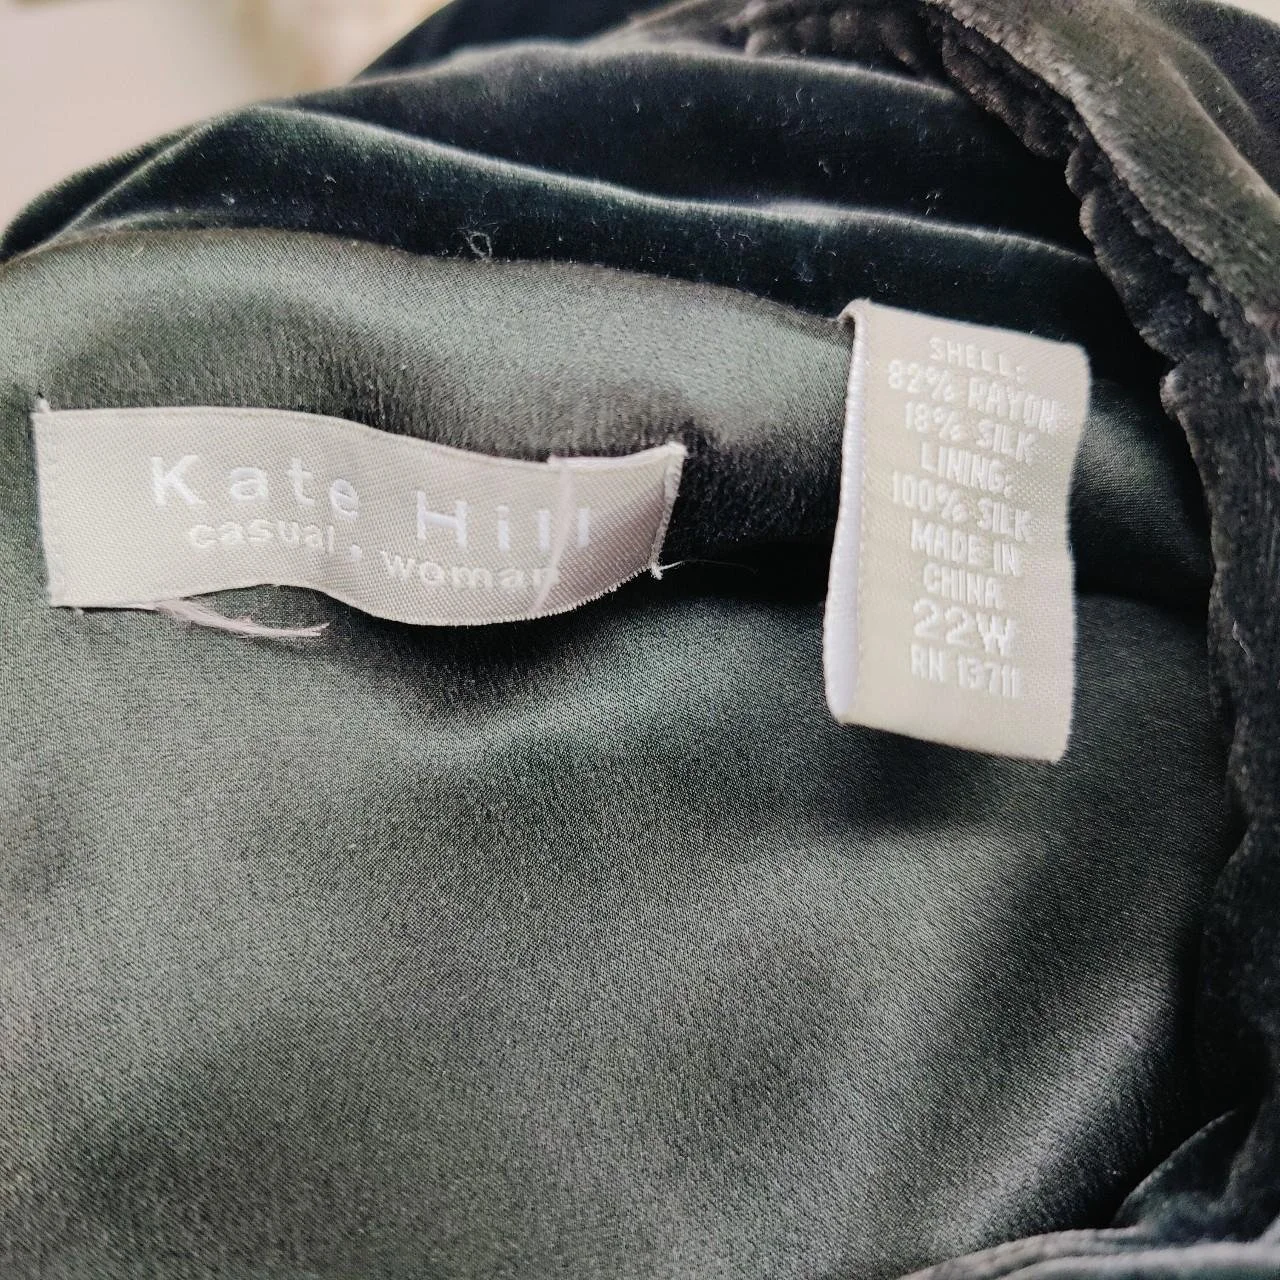 Kate Hill
casual • woman
SHELL:
82% RAYON
18% SILK
LINING:
100% SILK
MADE IN
CHINA
22W
RN 13711